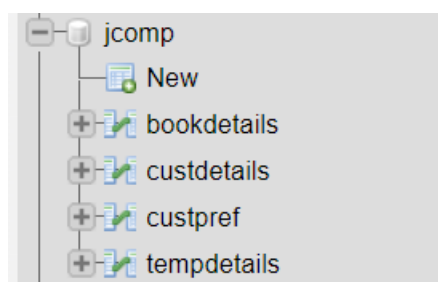 jcomp
New
bookdetails
custdetails
custpref
tempdetails